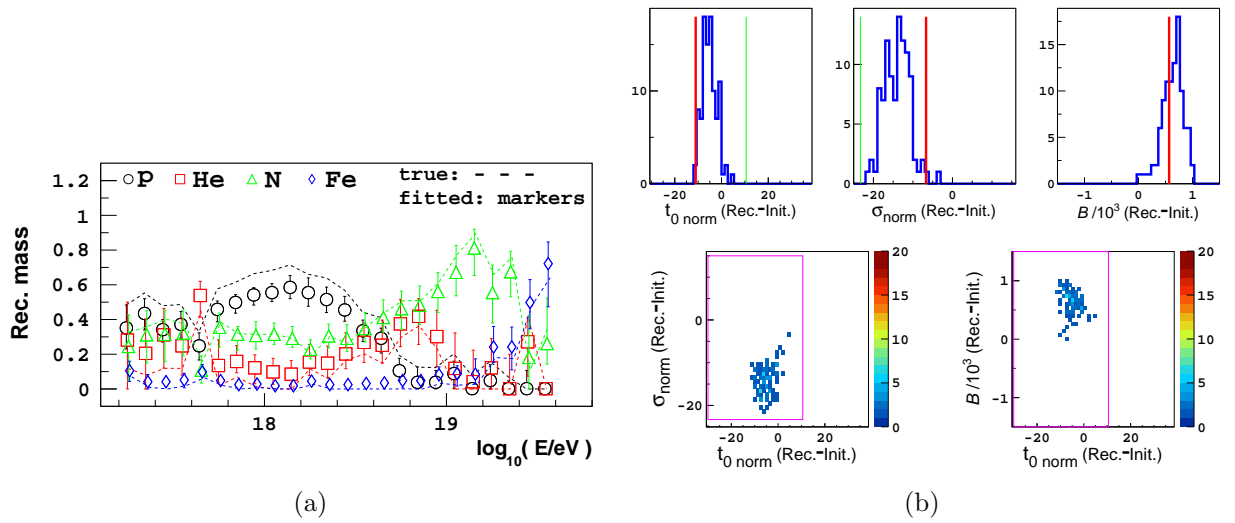 1.2
1
0.8
0.6
0.4
0.2
0
Rec. mass
p He N Fe
true: - - -
fitted: markers
18 19
log10( E/eV)
(a)
10
0
−20 0 20
t0 norm (Rec.−Init.)
10
5
0
−20 0
σnorm (Rec.−Init.)
15
10
5
0
−1 0 1
B /10³ (Rec.−Init.)
σnorm (Rec.−Init.)
0
−20
−20 0 20
t0 norm (Rec.−Init.)
20
15
10
5
0
B /10³ (Rec.−Init.)
1
0
−1
−20 0 20
t0 norm (Rec.−Init.)
20
15
10
5
0
(b)